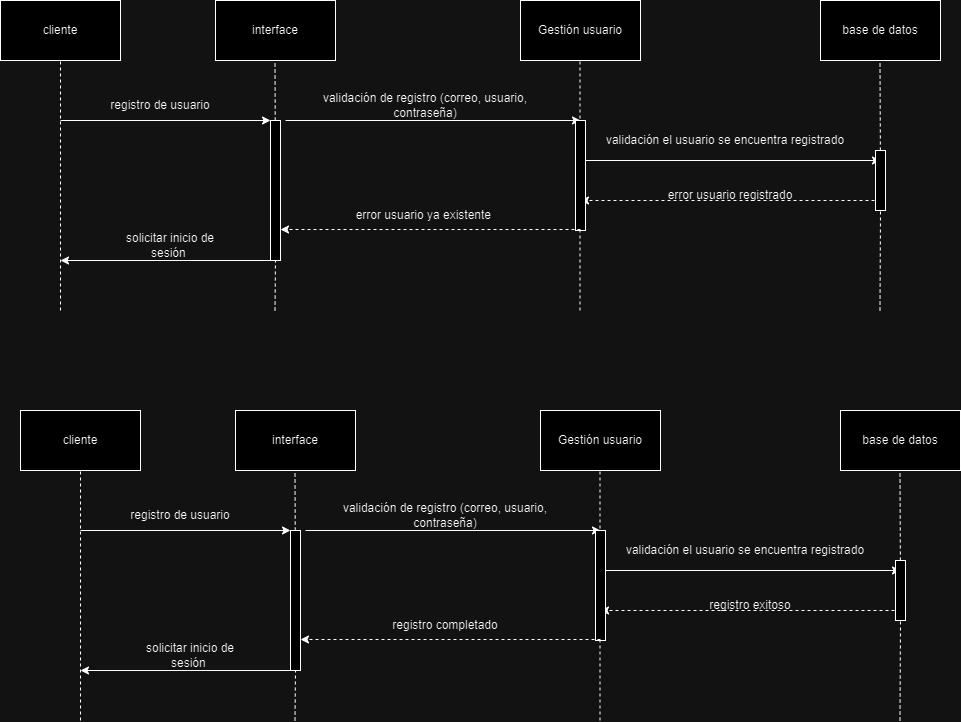 cliente
interface
Gestión usuario
base de datos
registro de usuario
validación de registro (correo, usuario,
contraseña)
validación el usuario se encuentra registrado
error usuario registrado
error usuario ya existente
solicitar inicio de
sesión
cliente
interface
Gestión usuario
base de datos
registro de usuario
validación de registro (correo, usuario,
contraseña)
validación el usuario se encuentra registrado
registro exitoso
registro completado
solicitar inicio de
sesión